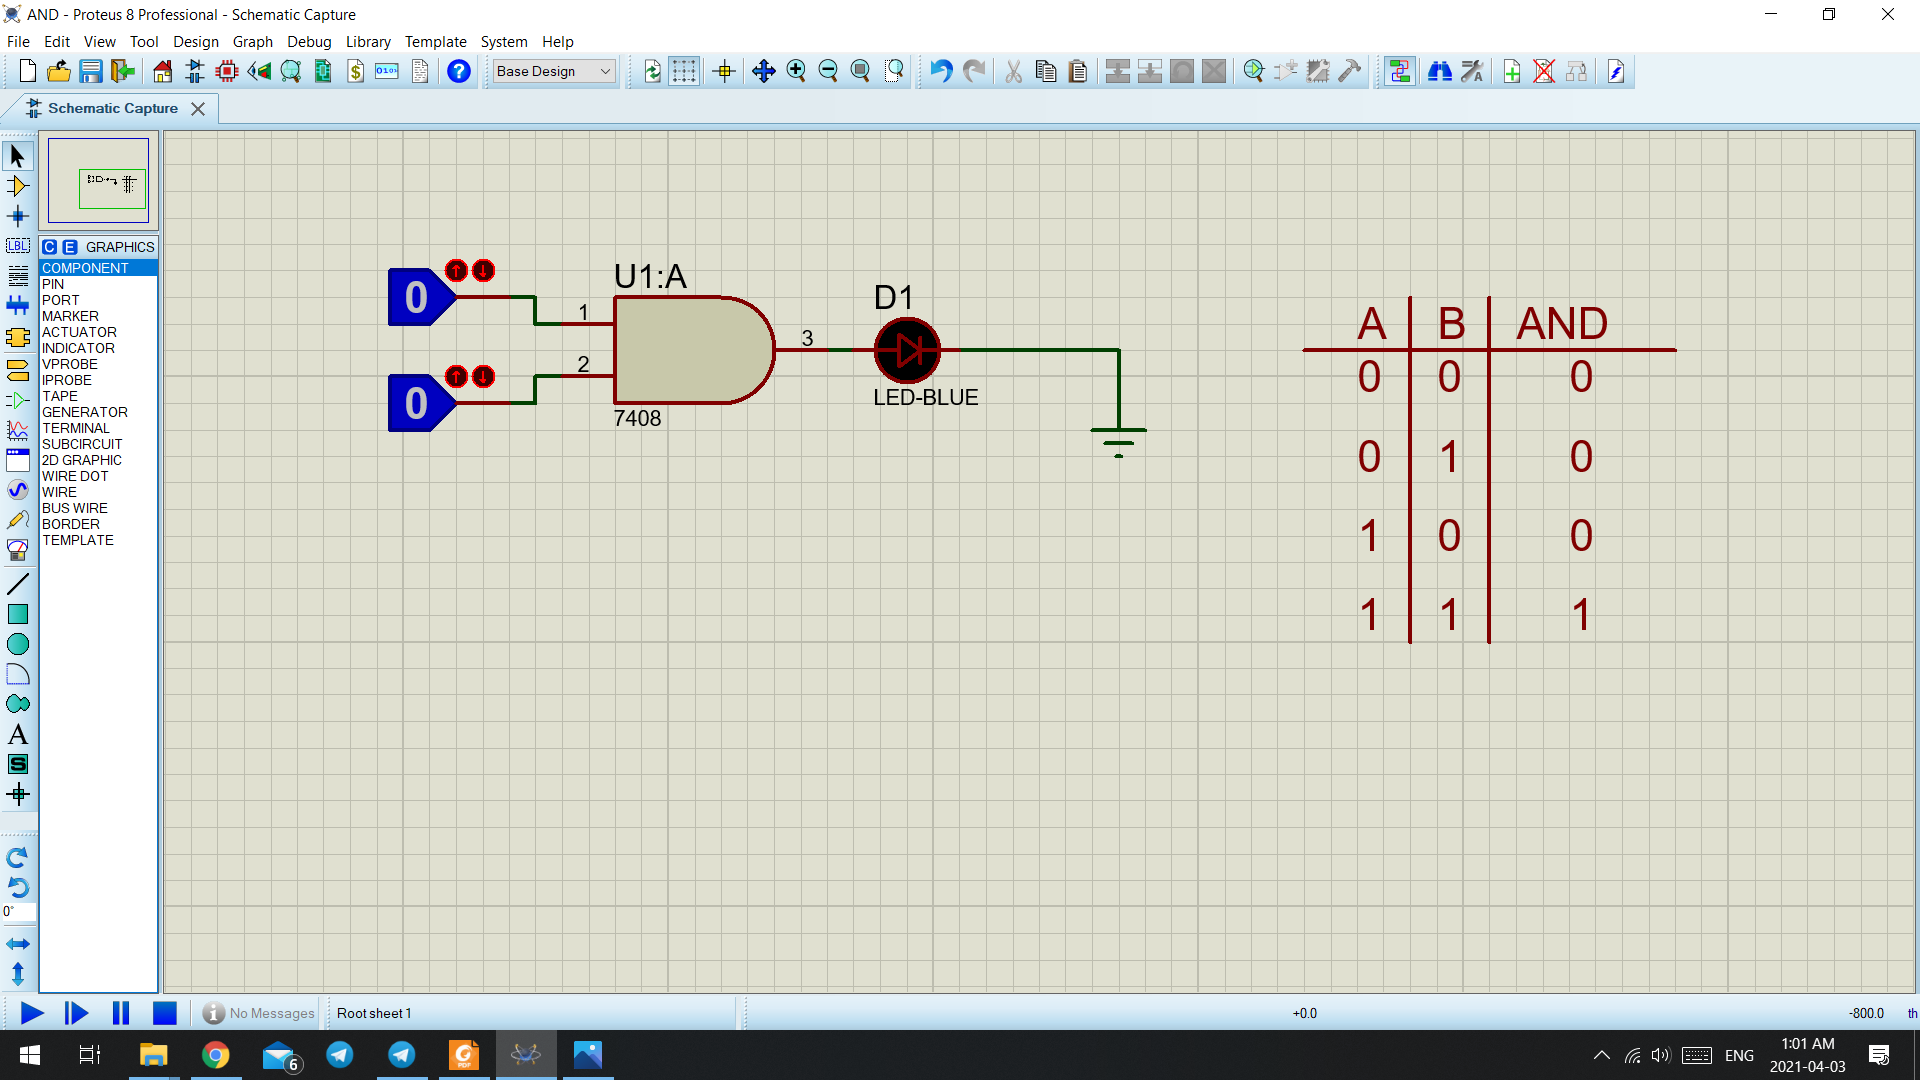 AND - Proteus 8 Professional - Schematic Capture
File Edit View Tool Design Graph Debug Library Template System Help
Base Design
Schematic Capture
LBL
C E GRAPHICS
COMPONENT
PIN
PORT
MARKER
ACTUATOR
INDICATOR
VPROBE
IPROBE
TAPE
GENERATOR
TERMINAL
SUBCIRCUIT
2D GRAPHIC
WIRE DOT
WIRE
BUS WIRE
BORDER
TEMPLATE
A
S
0°
0
0
U1:A
1
2
3
7408
D1
LED-BLUE
A B AND
0 0 0
0 1 0
1 0 0
1 1 1
No Messages
Root sheet 1
+0.0
-800.0
th
6
PDF
ENG
1:01 AM
2021-04-03